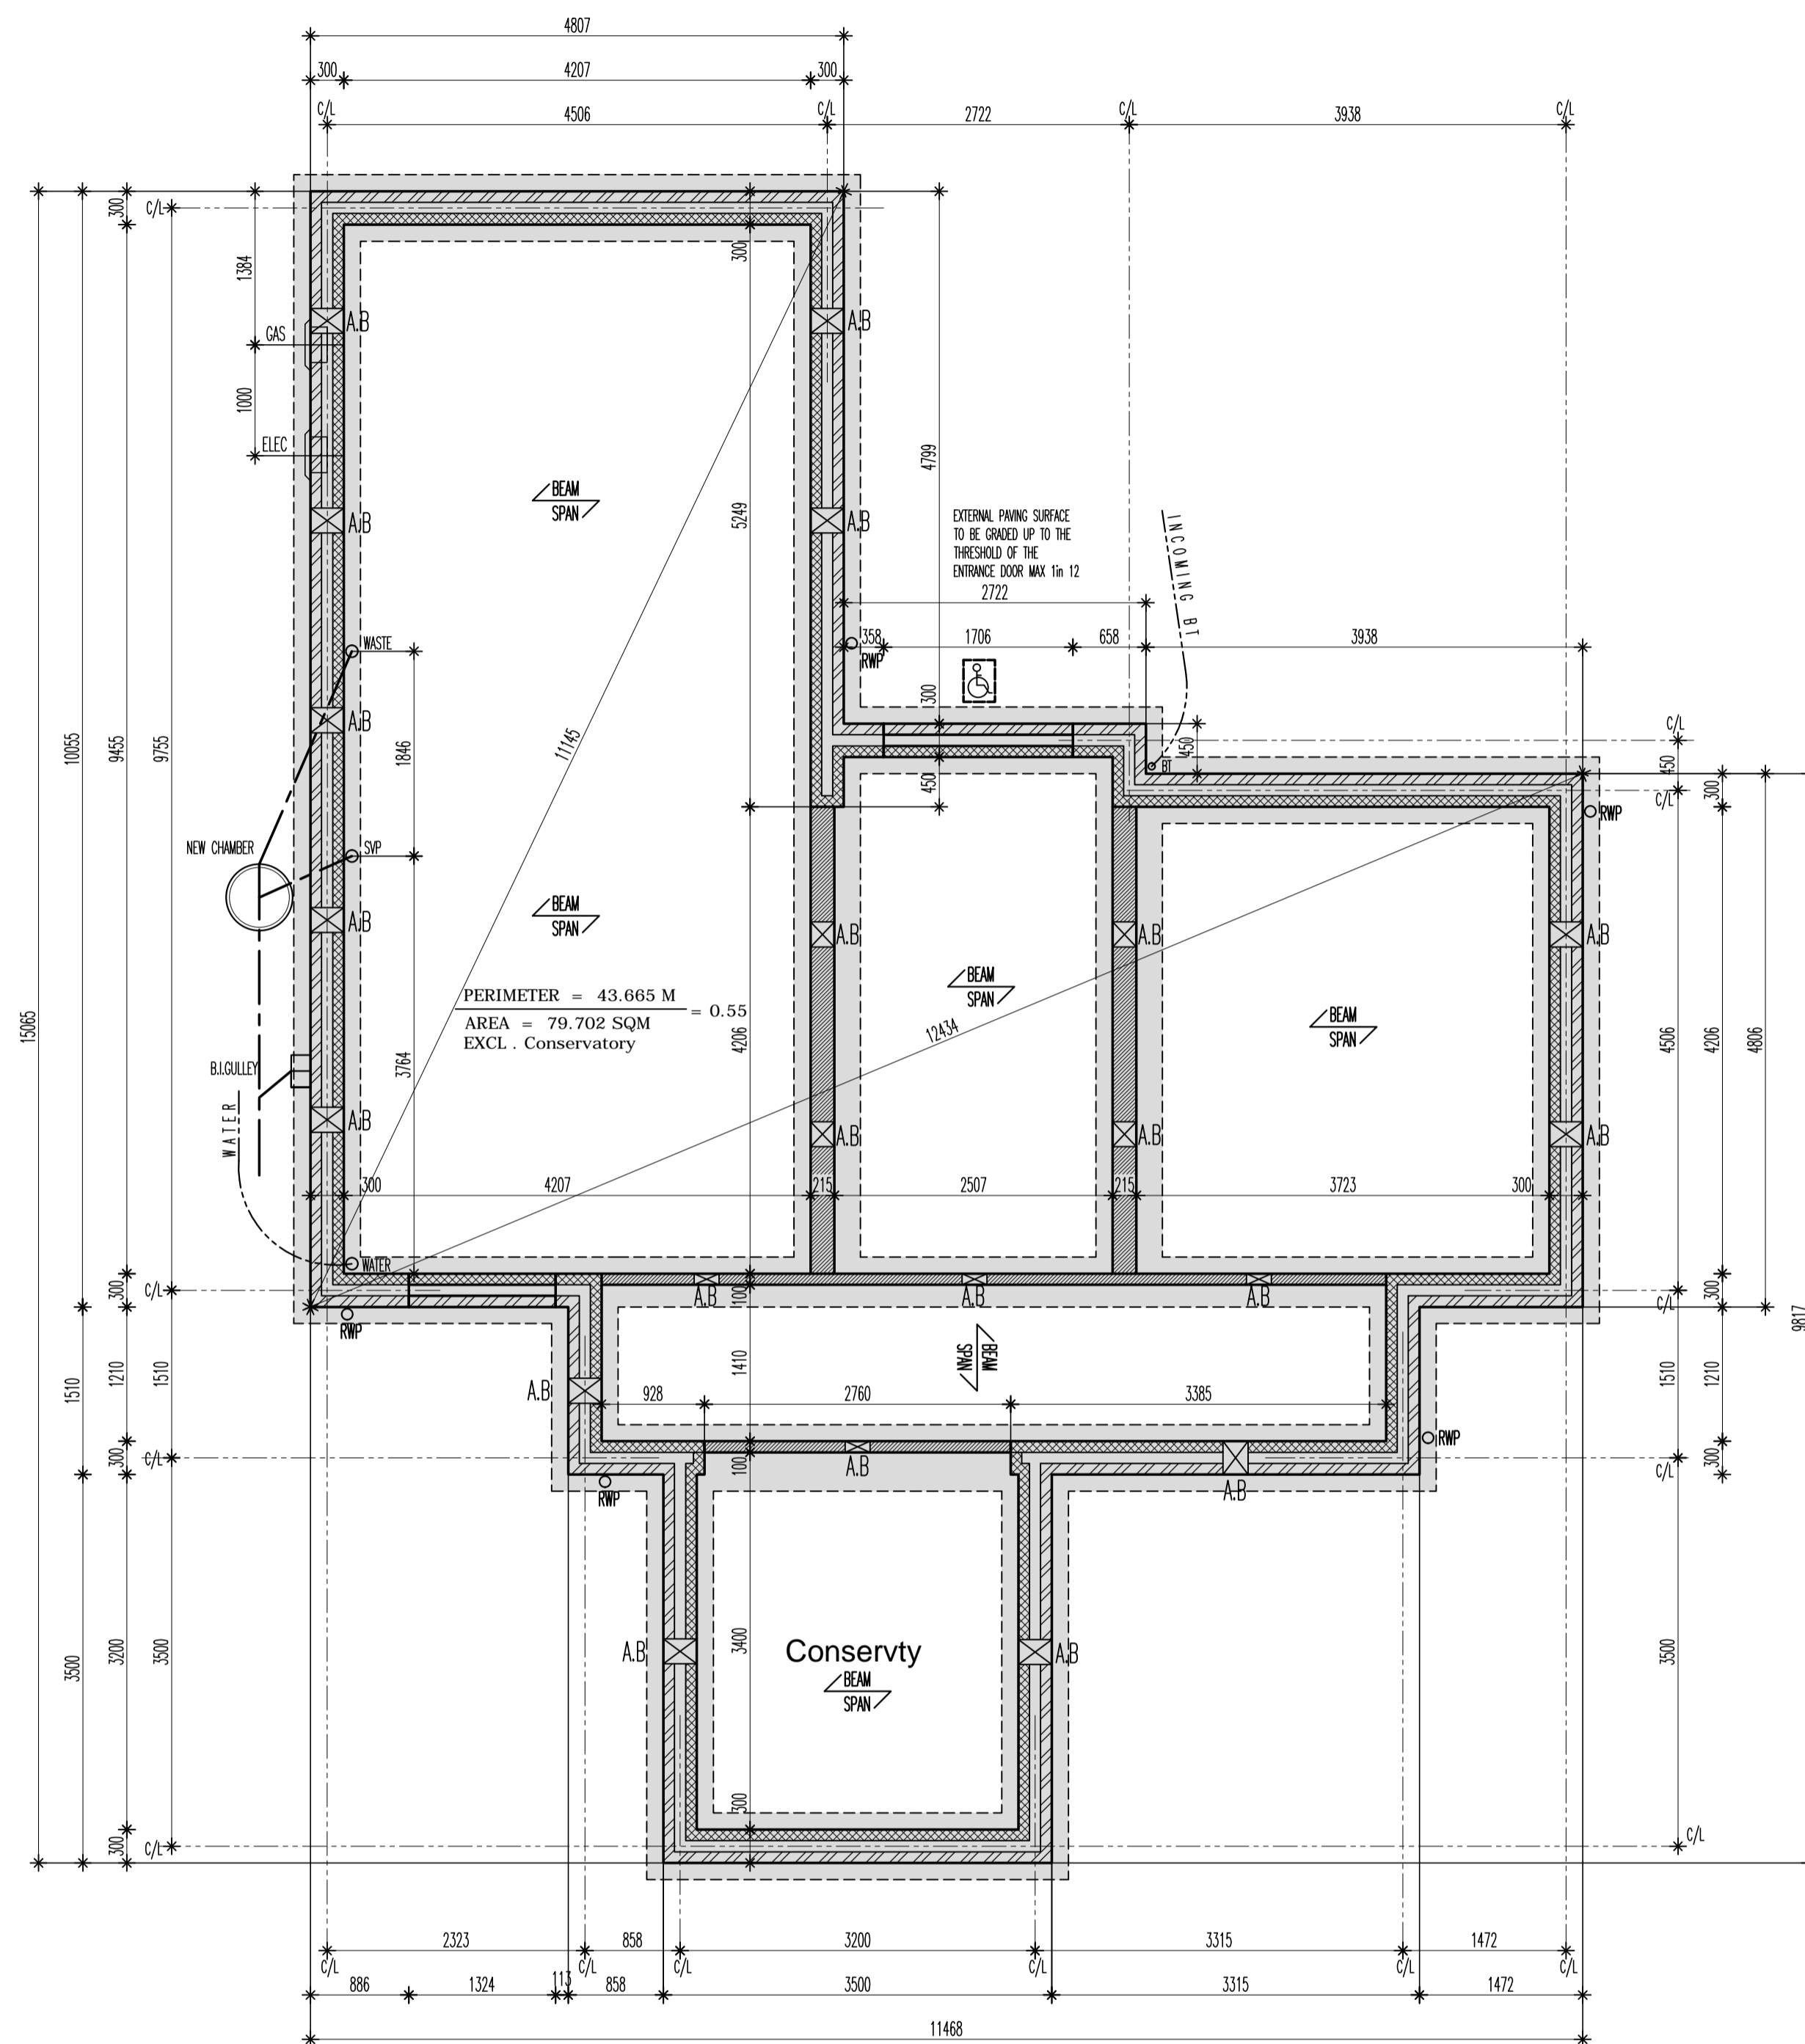 4807
300 4207 300
C/L C/L C/L C/L
4506 2722 3938
15065
10055
1510
3500
300
9455
300
1210
300
3200
300
C/L
9755
C/L
1510
C/L
3500
C/L
1384
GAS
1000
ELEC
300
5249
4206
100
1410
100
3400
300
4799
300
450
A.B
A.B
A.B
A.B
BEAM
SPAN
EXTERNAL PAVING SURFACE
TO BE GRADED UP TO THE
THRESHOLD OF THE
ENTRANCE DOOR MAX 1in 12
2722
INCOMING BT
358 1706 658 3938
RWP
WASTE
1846
A.B
11145
450
BT
C/L
450
C/L
RWP
NEW CHAMBER
SVP
3764
A.B
BEAM
SPAN
A.B
A.B
A.B
BEAM
SPAN
PERIMETER = 43.665 M
AREA = 79.702 SQM
= 0.55
EXCL . Conservatory
12434
BEAM
SPAN
B.I.GULLEY
WATER
A.B
A.B
A.B
A.B
300 4207 215 2507 215 3723 300
WATER
RWP
A.B
A.B
A.B
BEAM
SPAN
A.B
928 2760 3385
RWP
RWP
A.B
A.B
300
4506
4206
4806
C/L
300
C/L
9817
1510
1210
C/L
300
3500
C/L
A.B
Conservty
A.B
BEAM
SPAN
2323 858 3200 3315 1472
C/L C/L C/L C/L C/L C/L
886 1324 113 858 3500 3315 1472
11468